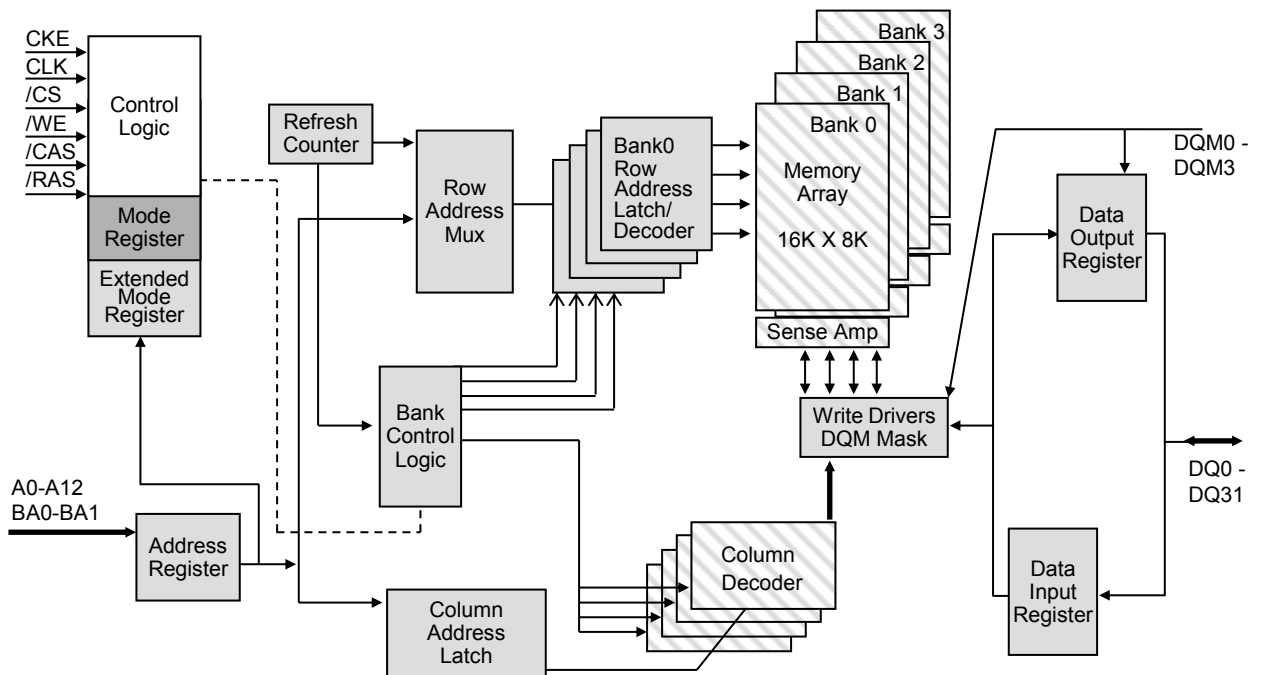 CKE
CLK
/CS
/WE
/CAS
/RAS
Control
Logic
Mode
Register
Extended
Mode
Register
Refresh
Counter
Row
Address
Mux
Bank0
Row
Address
Latch/
Decoder
Bank 3
Bank 2
Bank 1
Bank 0
Memory
Array
16K X 8K
Sense Amp
DQM0 -
DQM3
Data
Output
Register
Bank
Control
Logic
Write Drivers
DQM Mask
DQ0 -
DQ31
A0-A12
BA0-BA1
Address
Register
Column
Address
Latch
Column
Decoder
Data
Input
Register